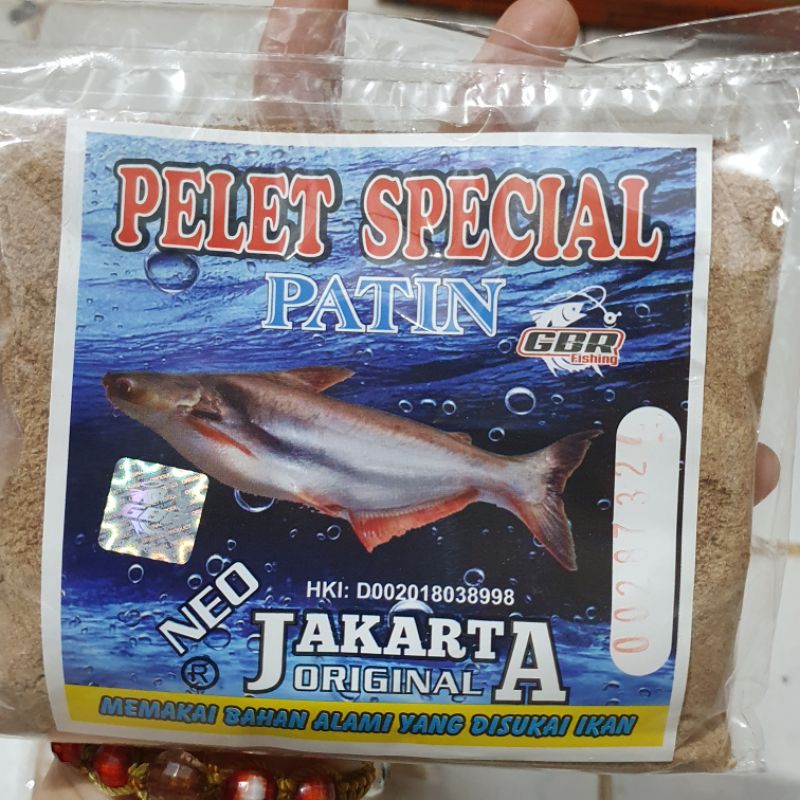 PELET SPECIAL
PATIN
GBR
Fishing
HKI: D002018038998
NEO
JAKARTA
ORIGINAL
®
MEMAKAI BAHAN ALAMI YANG DISUKAI IKAN